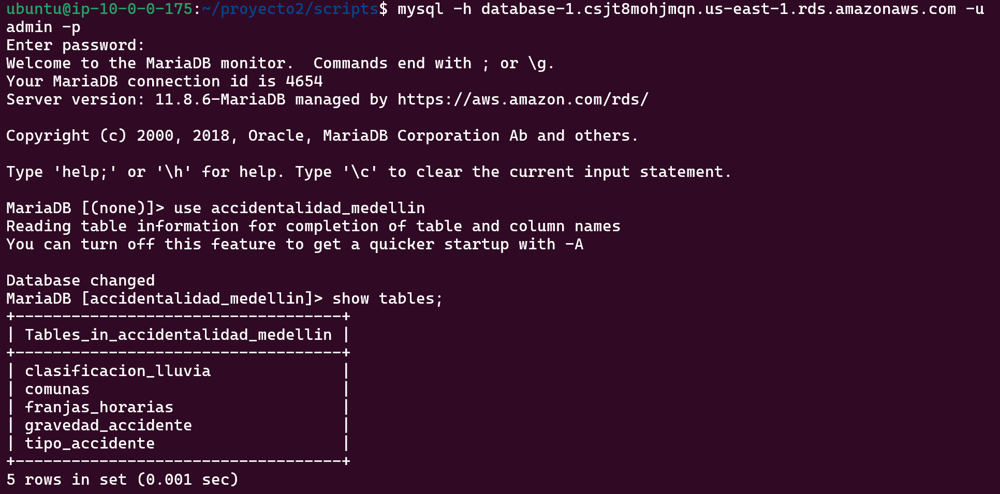 ubuntu@ip-10-0-0-175:~/proyecto2/scripts$ mysql -h database-1.csjt8mohjmqn.us-east-1.rds.amazonaws.com -u
admin -p
Enter password:
Welcome to the MariaDB monitor.  Commands end with ; or \g.
Your MariaDB connection id is 4654
Server version: 11.8.6-MariaDB managed by https://aws.amazon.com/rds/

Copyright (c) 2000, 2018, Oracle, MariaDB Corporation Ab and others.

Type 'help;' or '\h' for help. Type '\c' to clear the current input statement.

MariaDB [(none)]> use accidentalidad_medellin
Reading table information for completion of table and column names
You can turn off this feature to get a quicker startup with -A

Database changed
MariaDB [accidentalidad_medellin]> show tables;
+-----------------------------------+
| Tables_in_accidentalidad_medellin |
+-----------------------------------+
| clasificacion_lluvia              |
| comunas                           |
| franjas_horarias                  |
| gravedad_accidente                |
| tipo_accidente                    |
+-----------------------------------+
5 rows in set (0.001 sec)